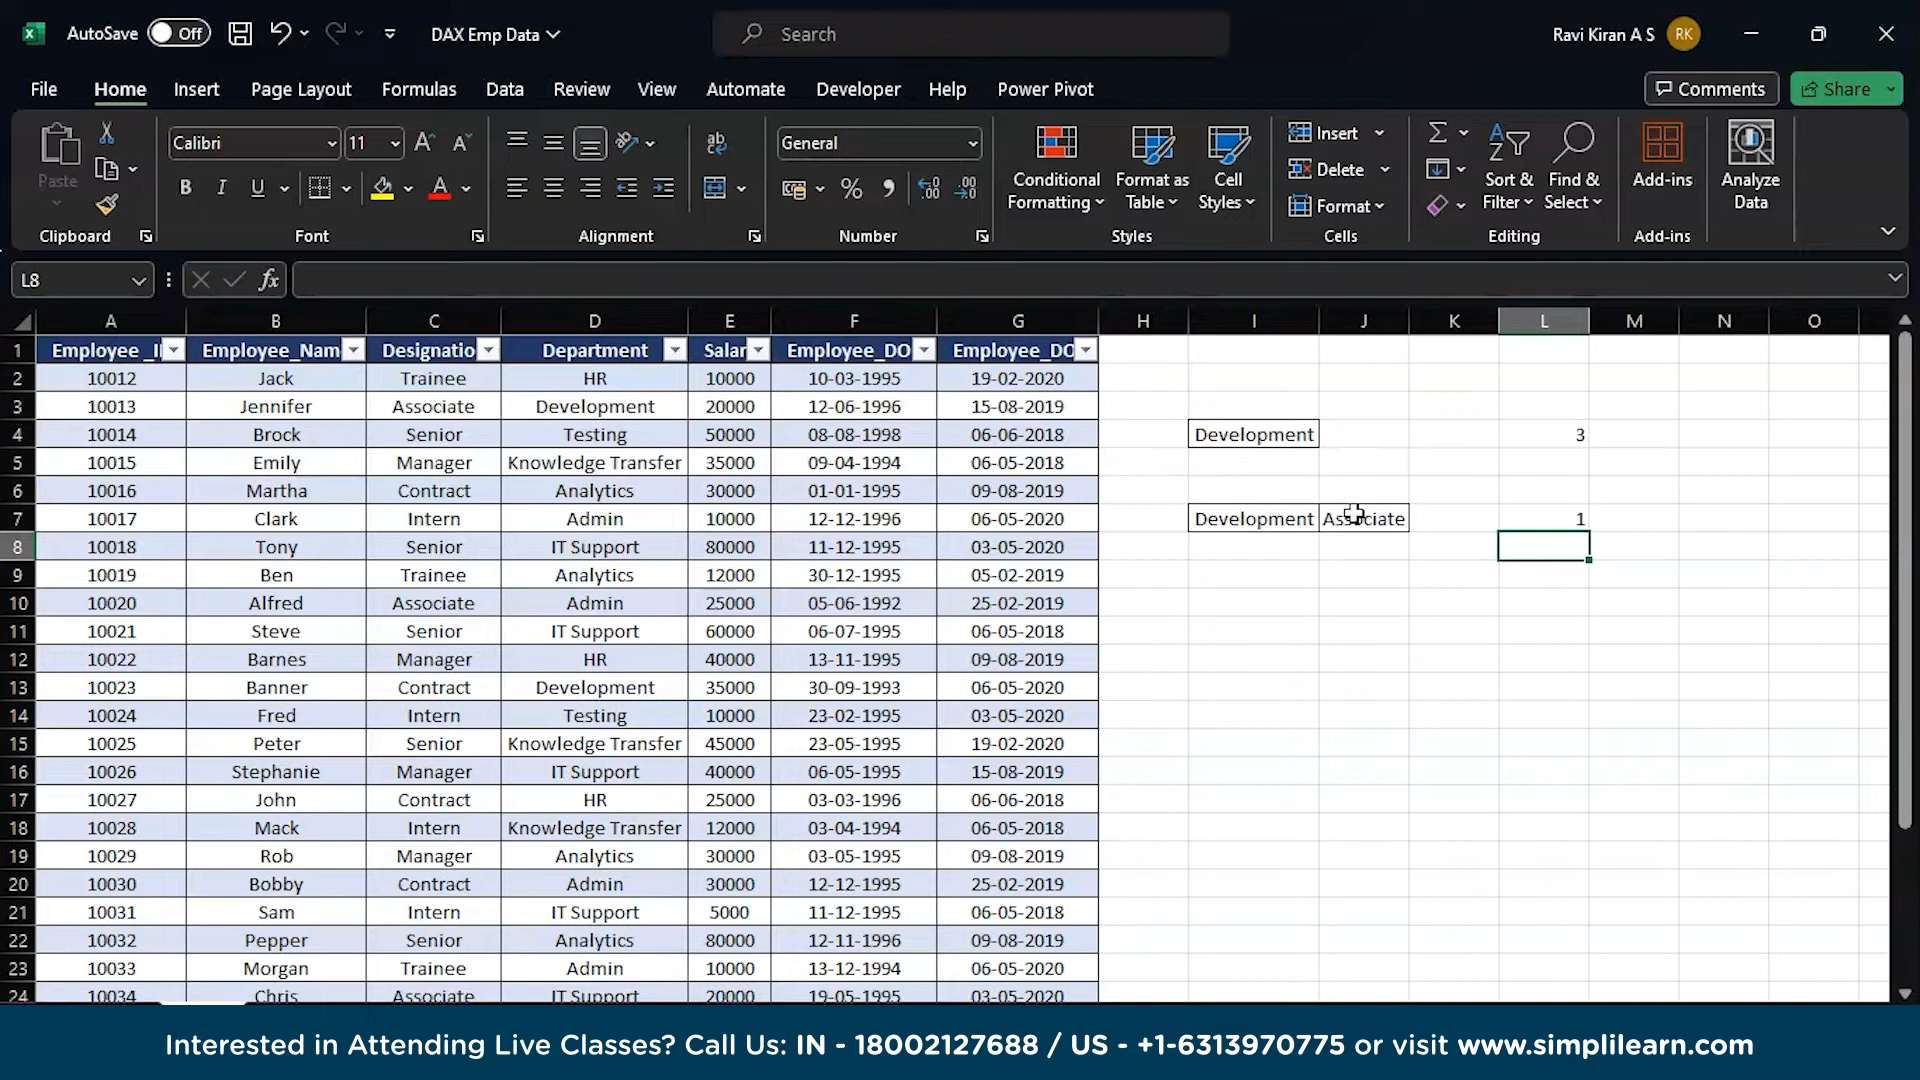 AutoSave Off DAX Emp Data Search Ravi Kiran A S RK
File Home Insert Page Layout Formulas Data Review View Automate Developer Help Power Pivot Comments Share
Paste Calibri 11 B I U A General % Conditional Formatting Format as Table Cell Styles Insert Delete Format Sort & Filter Find & Select Add-ins Analyze Data
Clipboard Font Alignment Number Styles Cells Editing Add-ins
L8 fx
A B C D E F G H I J K L M N O
1 Employee_I Employee_Nam Designatio Department Salar Employee_DO Employee_DO
2 10012 Jack Trainee HR 10000 10-03-1995 19-02-2020
3 10013 Jennifer Associate Development 20000 12-06-1996 15-08-2019
4 10014 Brock Senior Testing 50000 08-08-1998 06-06-2018 Development 3
5 10015 Emily Manager Knowledge Transfer 35000 09-04-1994 06-05-2018
6 10016 Martha Contract Analytics 30000 01-01-1995 09-08-2019
7 10017 Clark Intern Admin 10000 12-12-1996 06-05-2020 Development Associate 1
8 10018 Tony Senior IT Support 80000 11-12-1995 03-05-2020
9 10019 Ben Trainee Analytics 12000 30-12-1995 05-02-2019
10 10020 Alfred Associate Admin 25000 05-06-1992 25-02-2019
11 10021 Steve Senior IT Support 60000 06-07-1995 06-05-2018
12 10022 Barnes Manager HR 40000 13-11-1995 09-08-2019
13 10023 Banner Contract Development 35000 30-09-1993 06-05-2020
14 10024 Fred Intern Testing 10000 23-02-1995 03-05-2020
15 10025 Peter Senior Knowledge Transfer 45000 23-05-1995 19-02-2020
16 10026 Stephanie Manager IT Support 40000 06-05-1995 15-08-2019
17 10027 John Contract HR 25000 03-03-1996 06-06-2018
18 10028 Mack Intern Knowledge Transfer 12000 03-04-1994 06-05-2018
19 10029 Rob Manager Analytics 30000 03-05-1995 09-08-2019
20 10030 Bobby Contract Admin 30000 12-12-1995 25-02-2019
21 10031 Sam Intern IT Support 5000 11-12-1995 06-05-2018
22 10032 Pepper Senior Analytics 80000 12-11-1996 09-08-2019
23 10033 Morgan Trainee Admin 10000 13-12-1994 06-05-2020
24 10034 Chris Associate IT Support 20000 19-05-1995 03-05-2020
Interested in Attending Live Classes? Call Us: IN - 18002127688 / US - +1-6313970775 or visit www.simplilearn.com